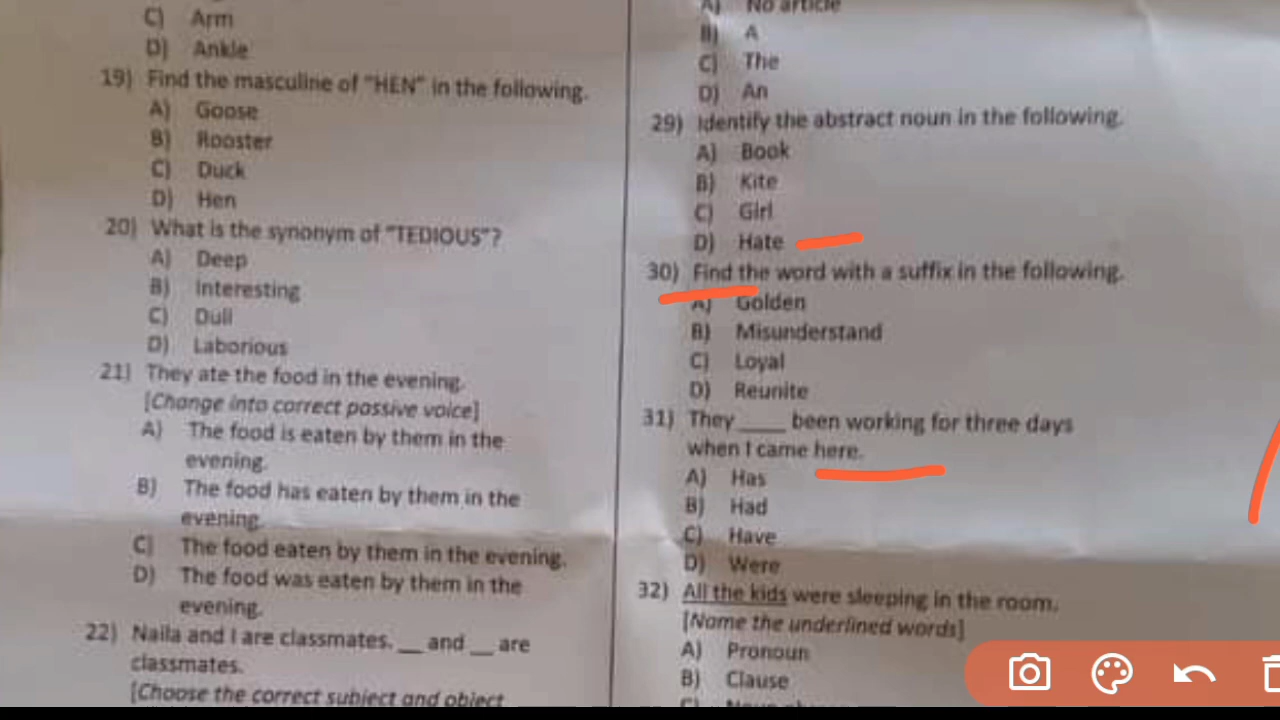 C) Arm
D) Ankle
19) Find the masculine of "HEN" in the following.
A) Goose
B) Rooster
C) Duck
D) Hen
20) What is the synonym of "TEDIOUS"?
A) Deep
B) Interesting
C) Dull
D) Laborious
21) They ate the food in the evening.
[Change into correct passive voice]
A) The food is eaten by them in the
evening.
B) The food has eaten by them in the
evening.
C) The food eaten by them in the evening.
D) The food was eaten by them in the
evening.
22) Naila and I are classmates. __ and __ are
classmates.
[Choose the correct subject and object
A) No article
B) A
C) The
D) An
29) Identify the abstract noun in the following.
A) Book
B) Kite
C) Girl
D) Hate
30) Find the word with a suffix in the following.
A) Golden
B) Misunderstand
C) Loyal
D) Reunite
31) They ____ been working for three days
when I came here.
A) Has
B) Had
C) Have
D) Were
32) All the kids were sleeping in the room.
[Name the underlined words]
A) Pronoun
B) Clause
C)